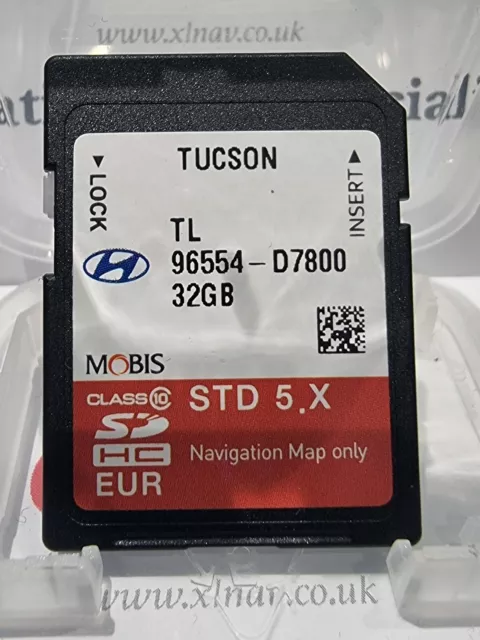 www.xlnav.co.uk
TUCSON
LOCK
INSERT
TL
96554-D7800
32GB
MOBIS
CLASS 10 STD 5.X
SD
HC Navigation Map only
EUR
www.xlnav.co.uk